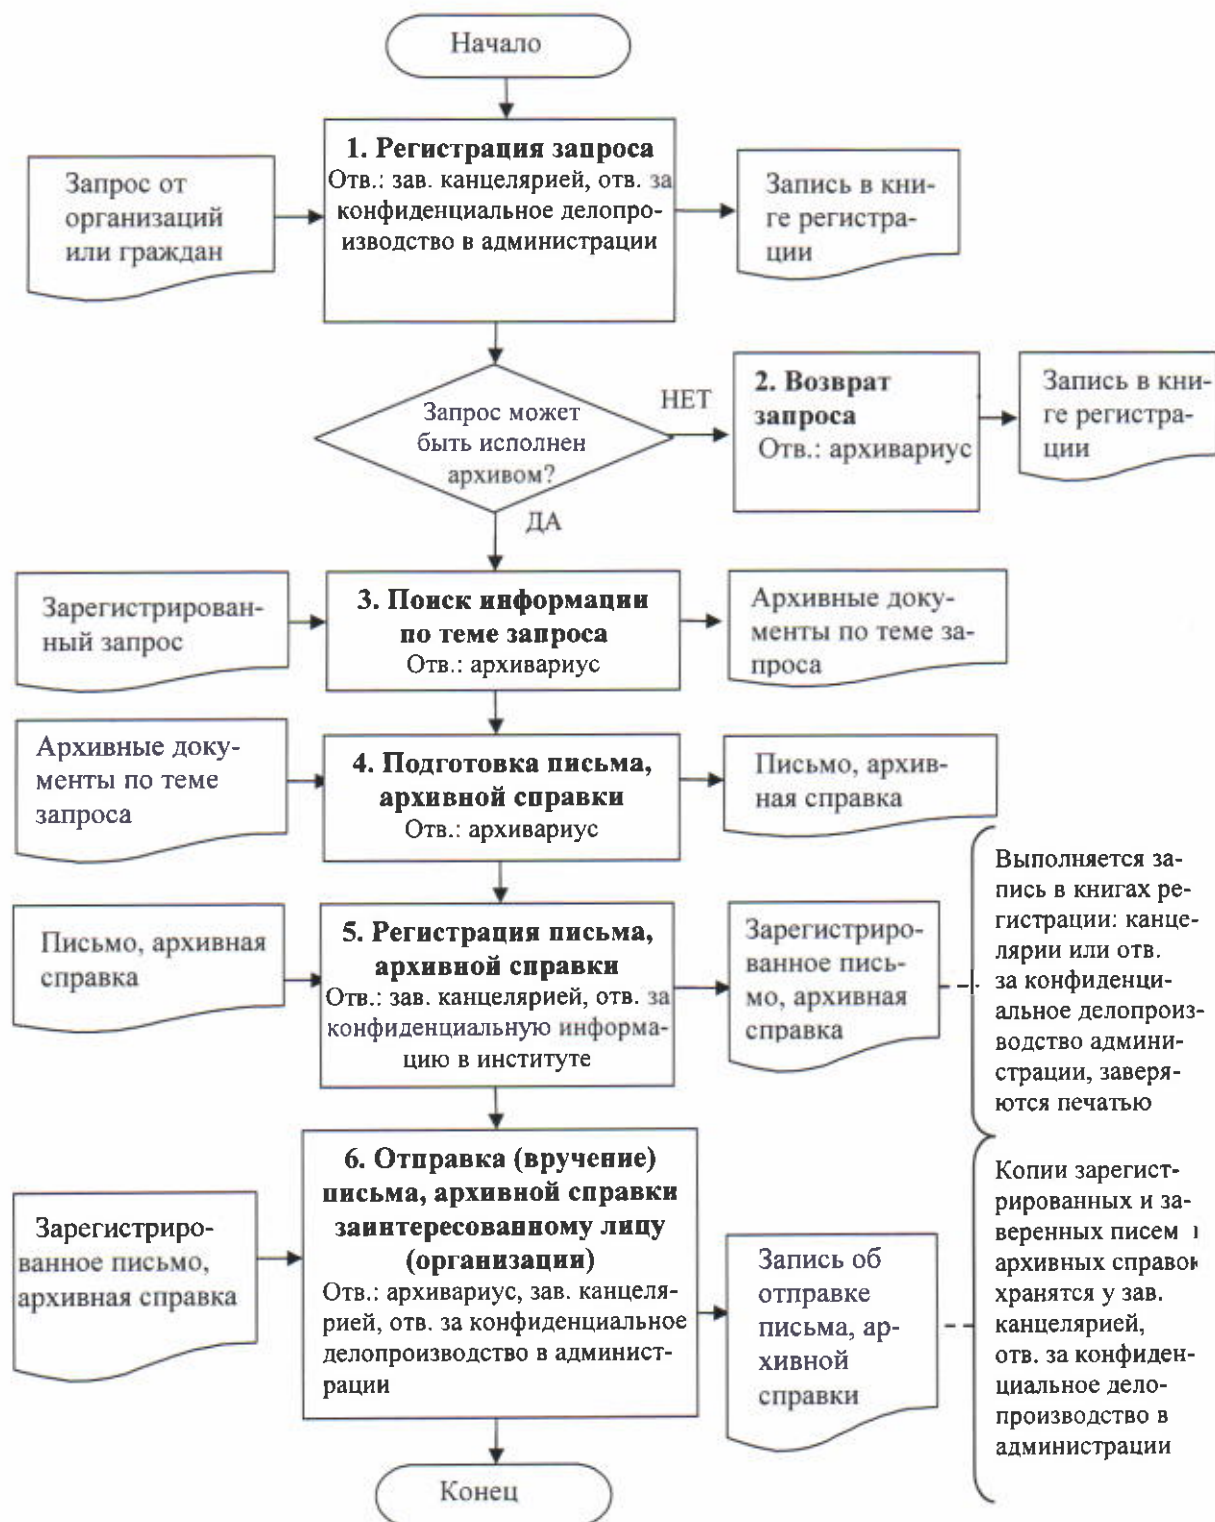 Начало
1. Регистрация запроса
Отв.: зав. канцелярией, отв. за
конфиденциальное делопро-
изводство в администрации
Запрос от
организаций
или граждан
Запись в кни-
ге регистра-
ции
Запрос может
быть исполнен
архивом?
НЕТ
2. Возврат
запроса
Отв.: архивариус
Запись в кни-
ге регистра-
ции
ДА
Зарегистрирован-
ный запрос
3. Поиск информации
по теме запроса
Отв.: архивариус
Архивные доку-
менты по теме за-
проса
Архивные доку-
менты по теме
запроса
4. Подготовка письма,
архивной справки
Отв.: архивариус
Письмо, архив-
ная справка
Письмо, архивная
справка
5. Регистрация письма,
архивной справки
Отв.: зав. канцелярией, отв. за
конфиденциальную информа-
цию в институте
Зарегистриро-
ванное пись-
мо, архивная
справка
Выполняется за-
пись в книгах ре-
гистрации: канце-
лярии или отв.
за конфиденци-
альное делопроиз-
водство админи-
страции, заверя-
ются печатью
Зарегистриро-
ванное письмо,
архивная справка
6. Отправка (вручение)
письма, архивной справки
заинтересованному лицу
(организации)
Отв.: архивариус, зав. канцеля-
рией, отв. за конфиденциальное
делопроизводство в админист-
рации
Запись об
отправке
письма, ар-
хивной
справки
Копии зарегист-
рированных и за-
веренных писем
архивных справок
хранятся у зав.
канцелярией,
отв. за конфиден-
циальное дело-
производство в
администрации
Конец